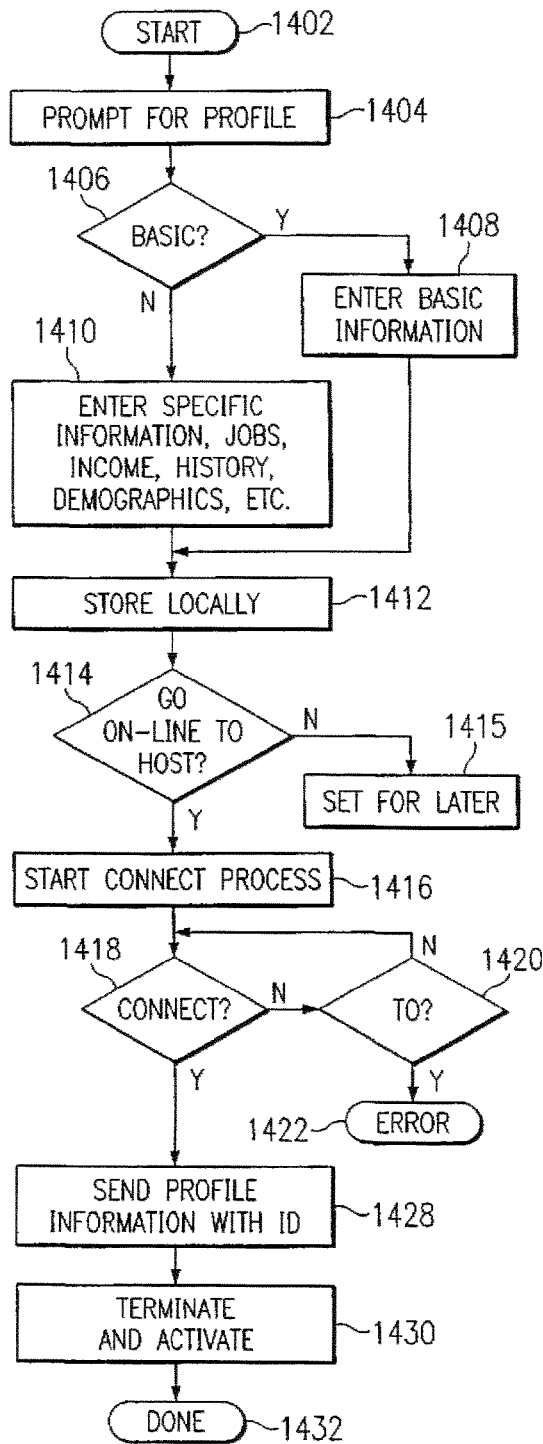 START
1402
PROMPT FOR PROFILE
1404
1406
BASIC?
Y
N
1408
ENTER BASIC
INFORMATION
1410
ENTER SPECIFIC
INFORMATION, JOBS,
INCOME, HISTORY,
DEMOGRAPHICS, ETC.
STORE LOCALLY
1412
1414
GO
ON-LINE TO
HOST?
N
Y
1415
SET FOR LATER
START CONNECT PROCESS
1416
1418
CONNECT?
N
Y
N
1420
TO?
Y
1422
ERROR
SEND PROFILE
INFORMATION WITH ID
1428
TERMINATE
AND ACTIVATE
1430
DONE
1432